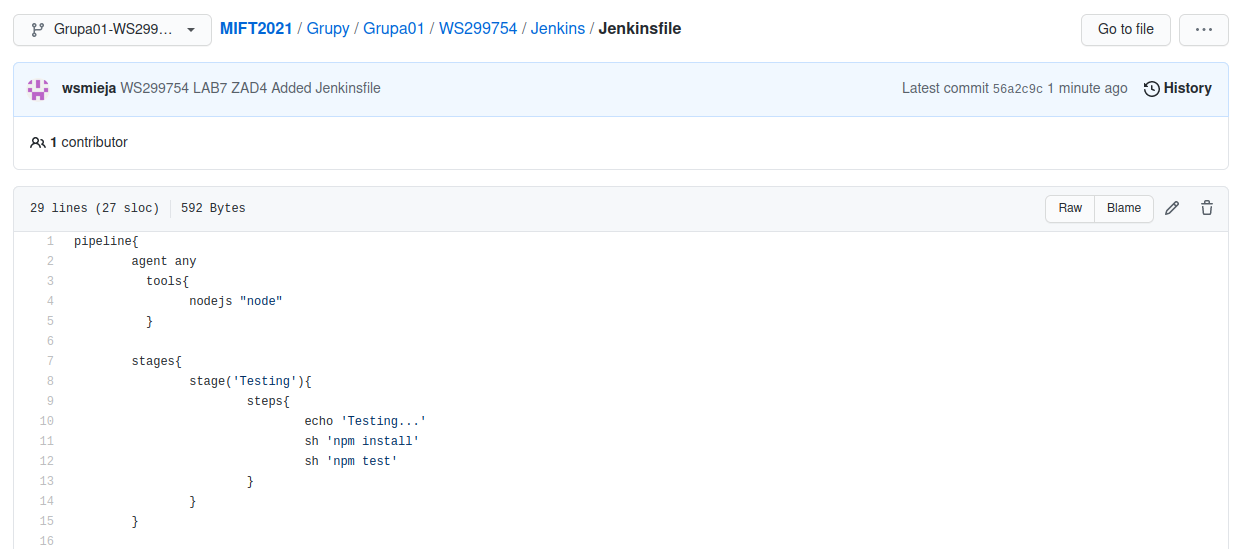 Grupa01-WS299... MIFT2021 / Grupy / Grupa01 / WS299754 / Jenkins / Jenkinsfile Go to file ...
wsmieja WS299754 LAB7 ZAD4 Added Jenkinsfile Latest commit 56a2c9c 1 minute ago History
1 contributor
29 lines (27 sloc) 592 Bytes Raw Blame
1 pipeline{
2 agent any
3 tools{
4 nodejs "node"
5 }
6
7 stages{
8 stage('Testing'){
9 steps{
10 echo 'Testing...'
11 sh 'npm install'
12 sh 'npm test'
13 }
14 }
15 }
16